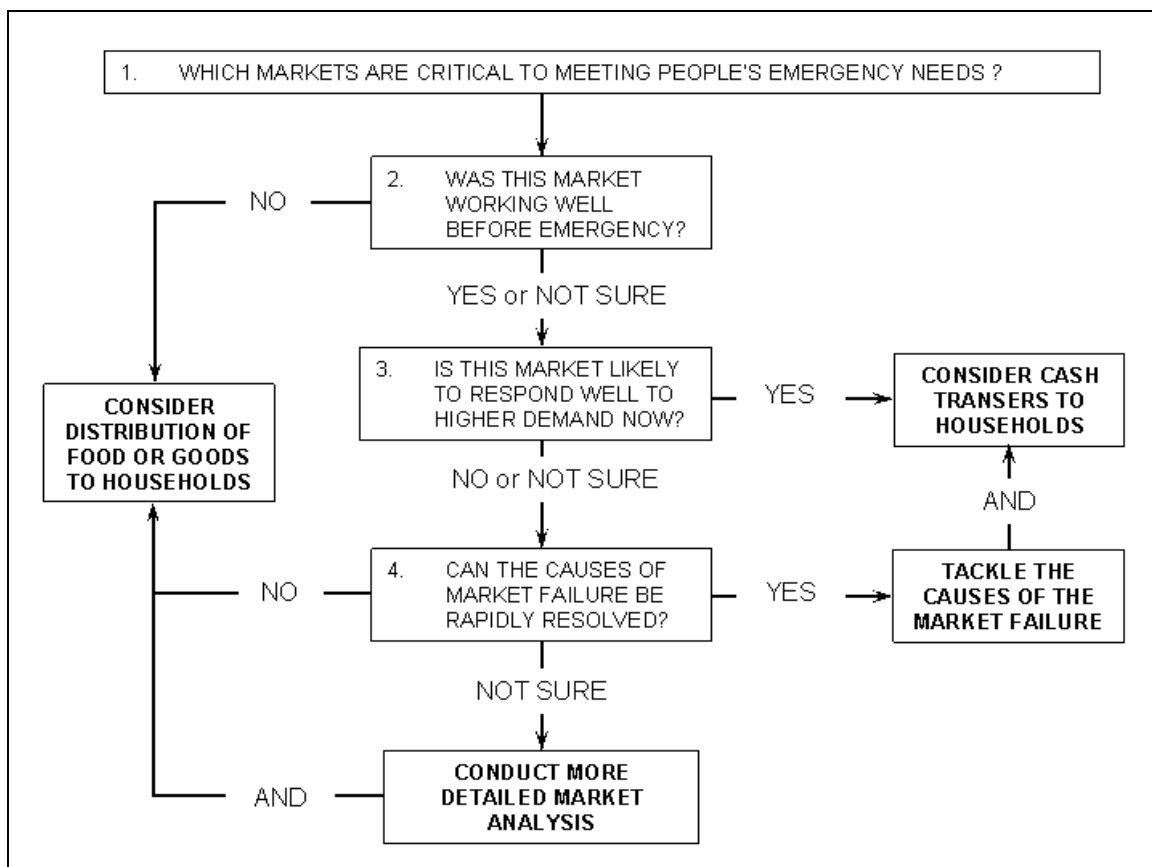 1. WHICH MARKETS ARE CRITICAL TO MEETING PEOPLE'S EMERGENCY NEEDS ?
2. WAS THIS MARKET
WORKING WELL
BEFORE EMERGENCY?
NO
YES or NOT SURE
3. IS THIS MARKET LIKELY
TO RESPOND WELL TO
HIGHER DEMAND NOW?
YES
CONSIDER CASH
TRANSERS TO
HOUSEHOLDS
CONSIDER
DISTRIBUTION OF
FOOD OR GOODS
TO HOUSEHOLDS
NO or NOT SURE
AND
4. CAN THE CAUSES OF
MARKET FAILURE BE
RAPIDLY RESOLVED?
NO
YES
TACKLE THE
CAUSES OF THE
MARKET FAILURE
NOT SURE
CONDUCT MORE
DETAILED MARKET
ANALYSIS
AND